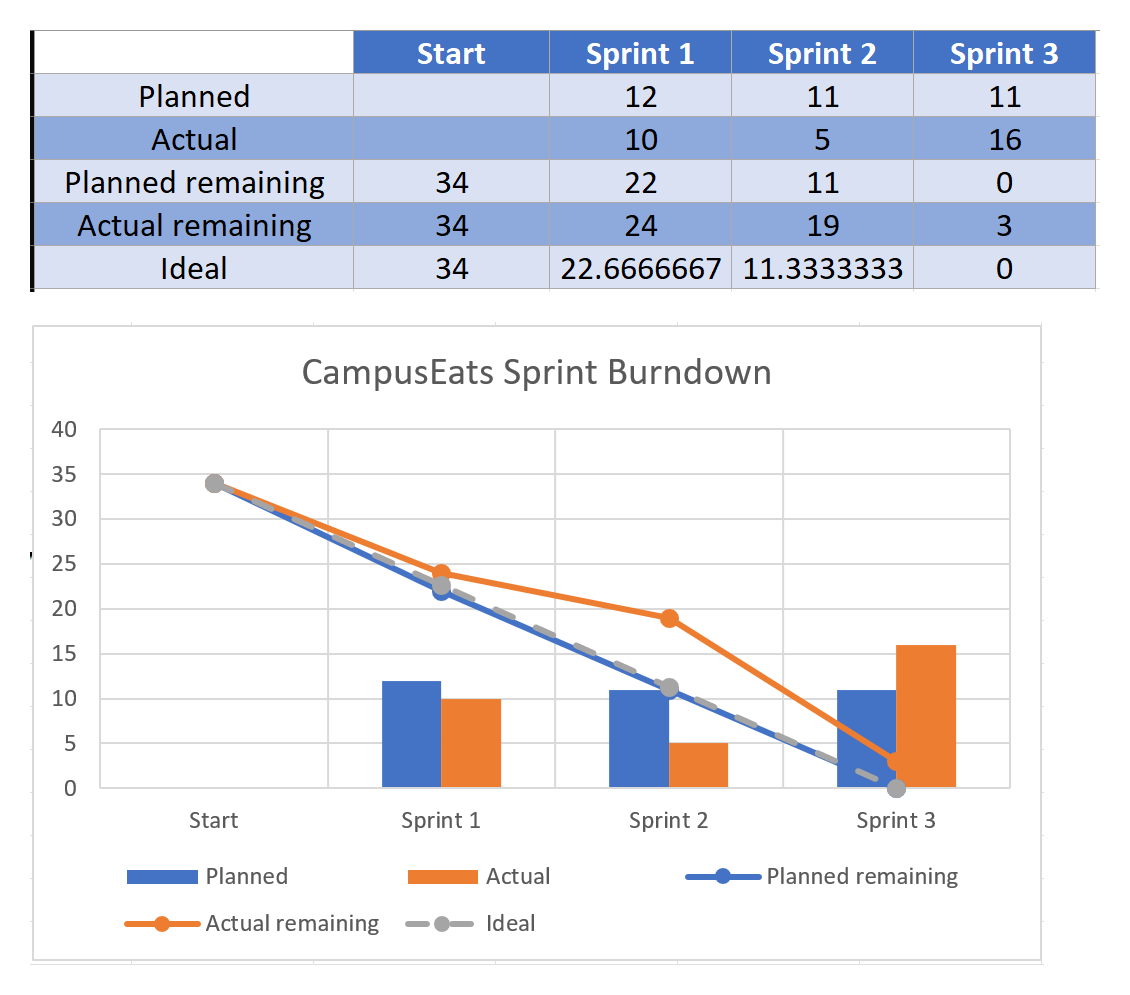 Start Sprint 1 Sprint 2 Sprint 3
Planned 12 11 11
Actual 10 5 16
Planned remaining 34 22 11 0
Actual remaining 34 24 19 3
Ideal 34 22.6666667 11.3333333 0
CampusEats Sprint Burndown
40
35
30
25
20
15
10
5
0
Start Sprint 1 Sprint 2 Sprint 3
Planned Actual Planned remaining
Actual remaining Ideal